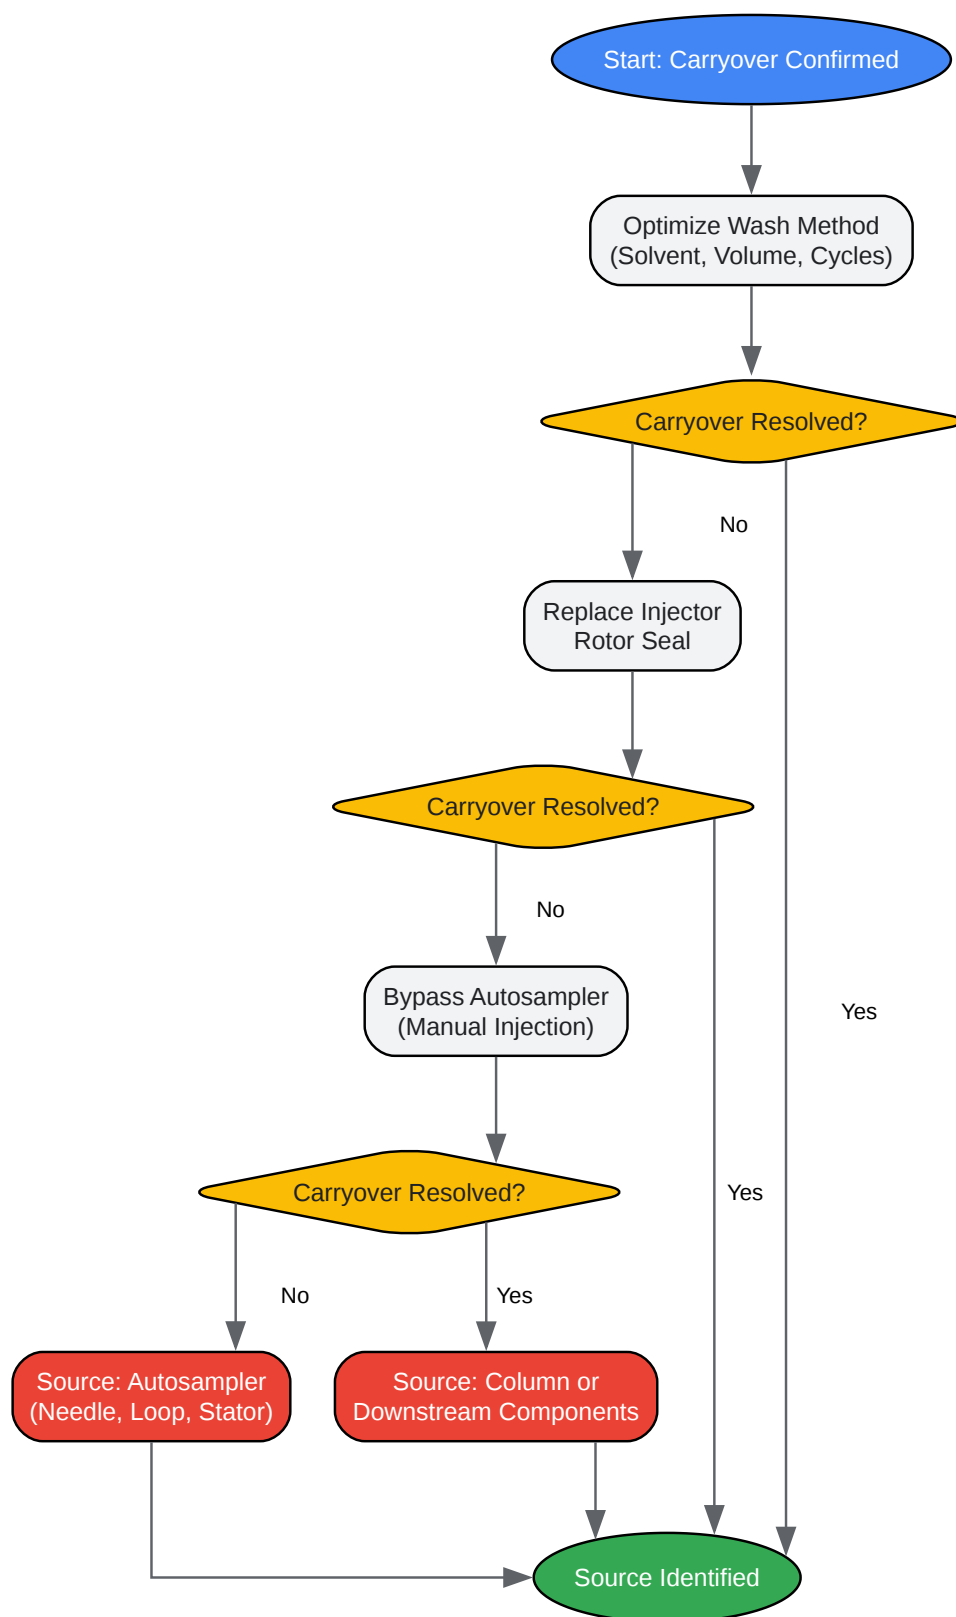 Start: Carryover Confirmed
Optimize Wash Method
(Solvent, Volume, Cycles)
Carryover Resolved?
No
Replace Injector
Rotor Seal
Carryover Resolved?
No
Bypass Autosampler
(Manual Injection)
Yes
Carryover Resolved?
Yes
No
Yes
Source: Autosampler
(Needle, Loop, Stator)
Source: Column or
Downstream Components
Source Identified